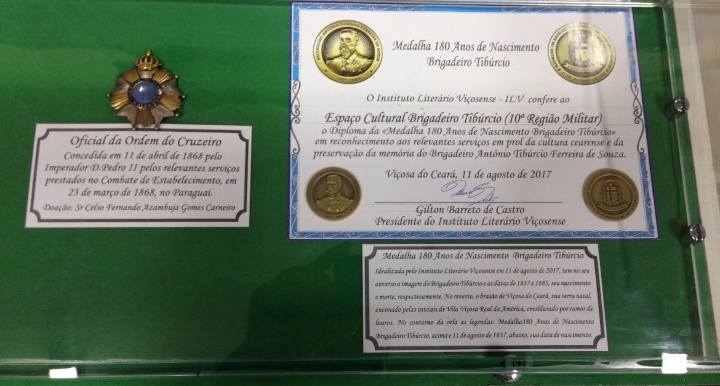 Oficial da Ordem do Cruzeiro
Concedida em 11 de abril de 1868 pelo
Imperador D.Pedro II pelos relevantes serviços
prestados no Combate de Estabelecimento, em
23 de março de 1868, no Paraguai.
Doação: Sr Celso Fernando Azambuja Gomes Carneiro
Medalha 180 Anos de Nascimento
Brigadeiro Tibúrcio
O Instituto Literário Viçosense - ILV confere ao
Espaço Cultural Brigadeiro Tibúrcio (10ª Região Militar)
o Diploma da «Medalha 180 Anos de Nascimento Brigadeiro Tibúrcio»
em reconhecimento aos relevantes serviços em prol da cultura cearense e da
preservação da memória do Brigadeiro Antônio Tibúrcio Ferreira de Souza.
Viçosa do Ceará, 11 agosto de 2017
Gilton Barreto de Castro
Presidente do Instituto Literário Viçosense
Medalha 180 Anos de Nascimento Brigadeiro Tibúrcio
Idealizada pelo Instituto Literário Viçosense em 11 de agosto de 2017, tem no seu
anverso a imagem do Brigadeiro Tibúrcio e as datas de 1837 e 1885, seu nascimento
e morte, respectivamente. No reverso, o brasão de Viçosa do Ceará, sua terra natal,
encimado pelas iniciais de Vila Viçosa Real da América, emoldurado por ramos de
louros. No contorno da orla as legendas: Medalha180 Anos de Nascimento
Brigadeiro Tibúrcio, acima e 11 de agosto de 1837, abaixo, sua data de nascimento.